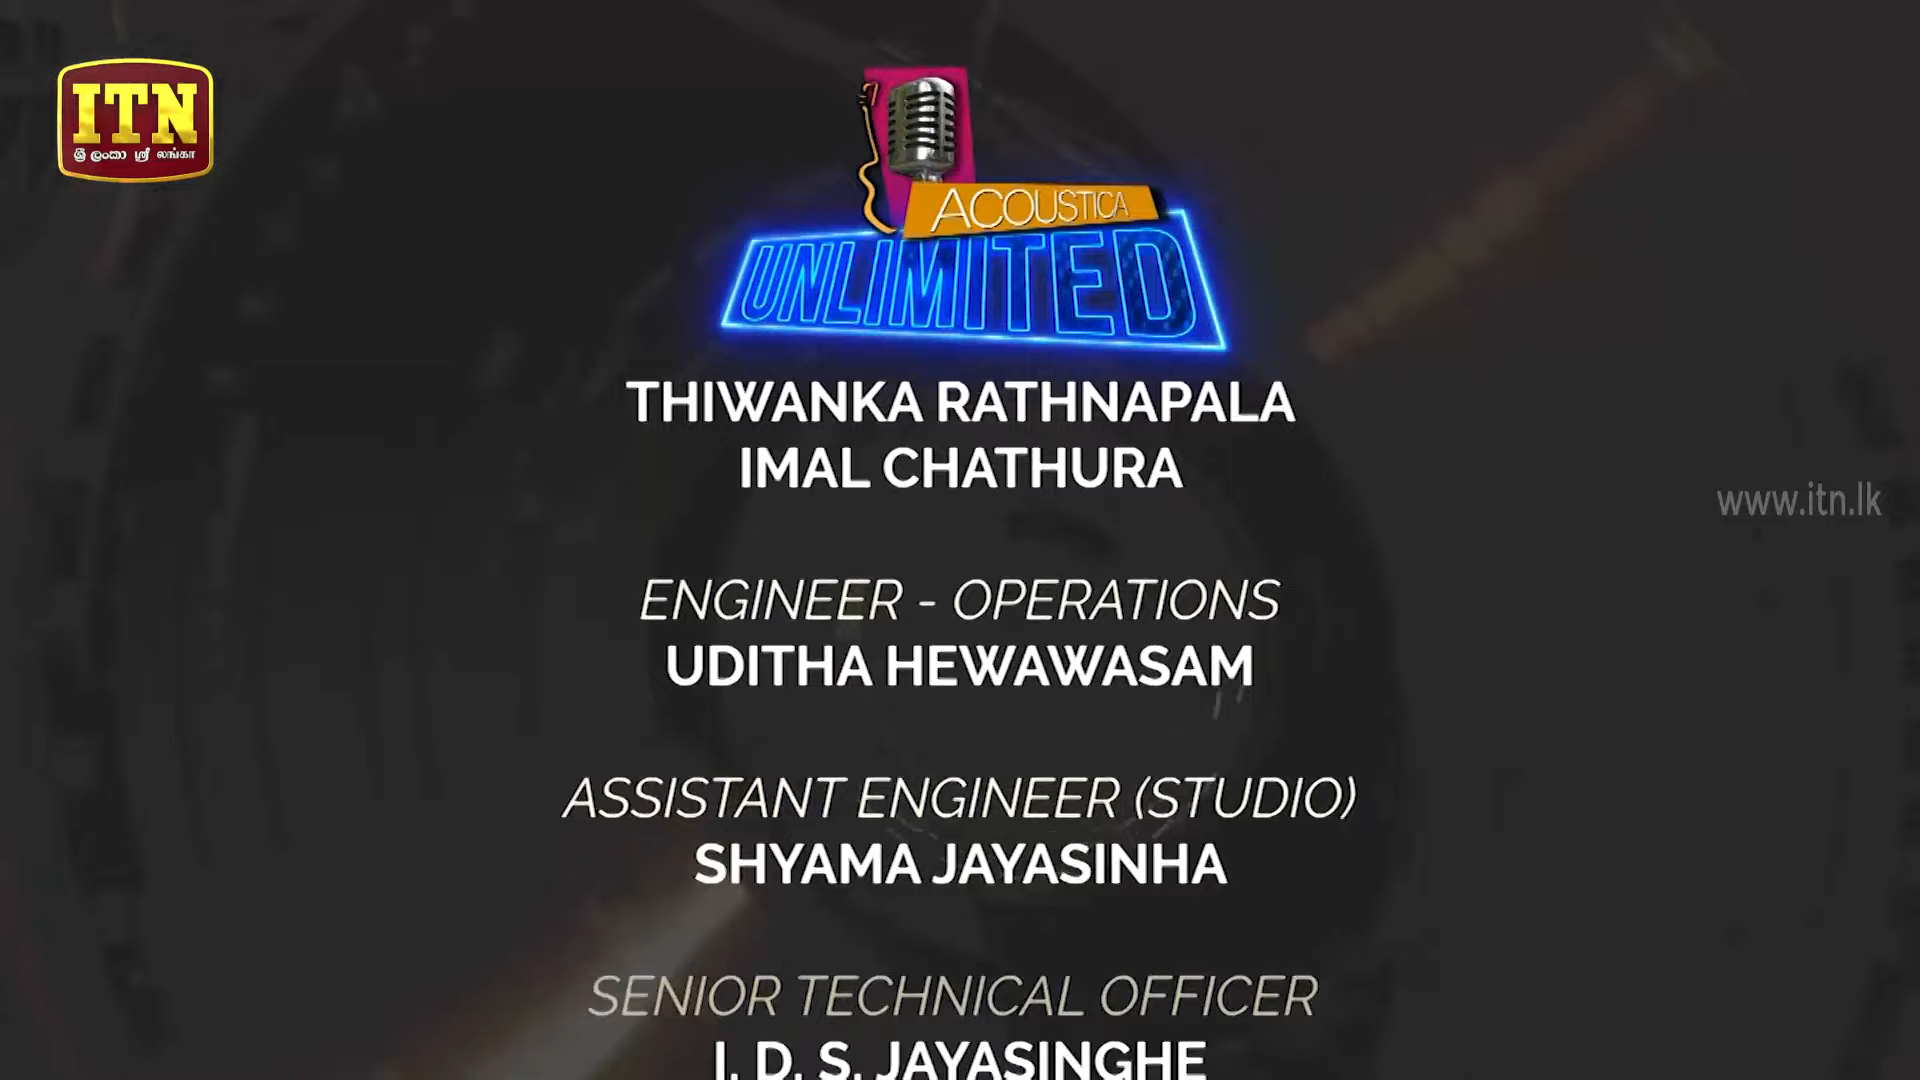 ITN
ශ්‍රී ලංකා ஸ்ரீ லங்கா
ACOUSTICA
UNLIMITED
THIWANKA RATHNAPALA
IMAL CHATHURA
www.itn.lk
ENGINEER - OPERATIONS
UDITHA HEWAWASAM
ASSISTANT ENGINEER (STUDIO)
SHYAMA JAYASINHA
SENIOR TECHNICAL OFFICER
I. D. S. JAYASINGHE